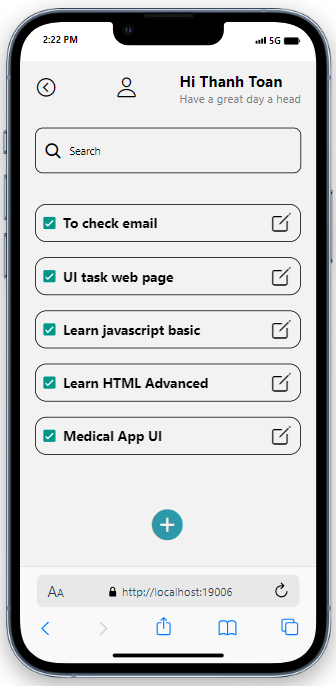 2:22 PM
5G
Hi Thanh Toan
Have a great day a head
Search
To check email
UI task web page
Learn javascript basic
Learn HTML Advanced
Medical App UI
AA http://localhost:19006